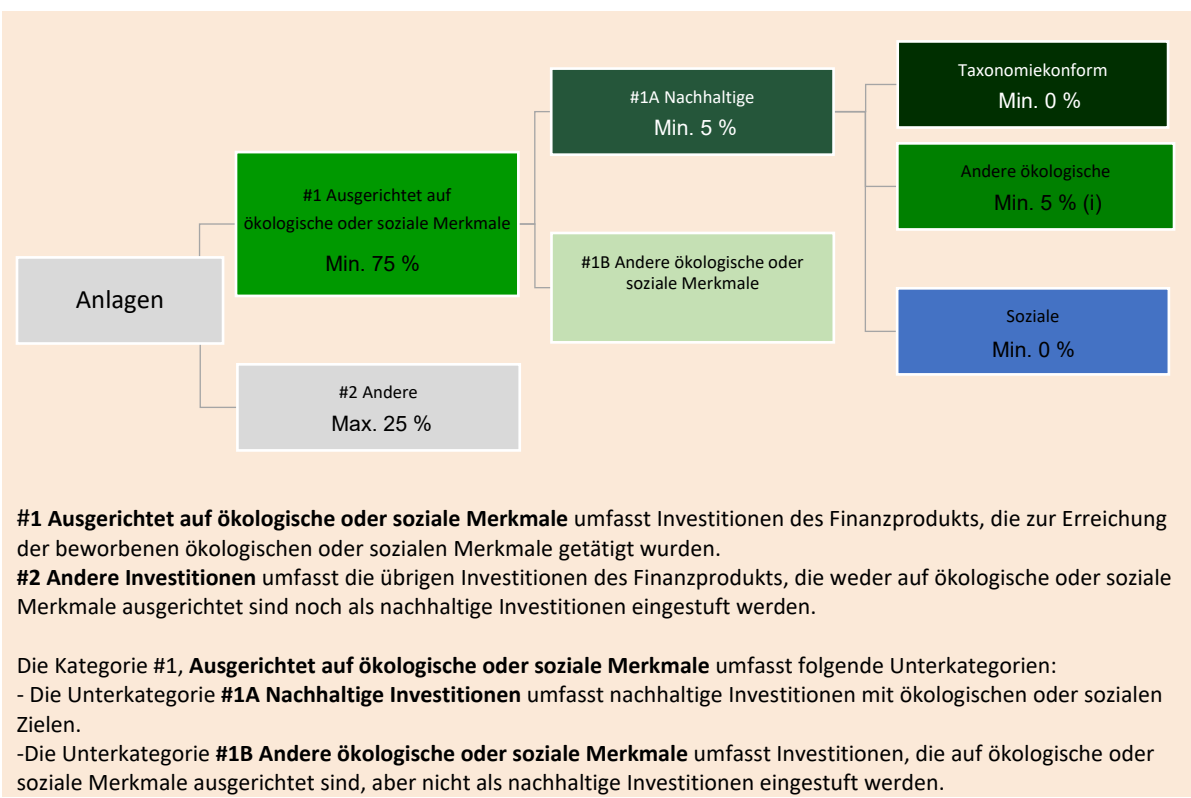 Taxonomiekonform
Min. 0 %
#1A Nachhaltige
Min. 5 %
Andere ökologische
Min. 5 % (i)
#1 Ausgerichtet auf
ökologische oder soziale Merkmale
Min. 75 %
#1B Andere ökologische oder
soziale Merkmale
Anlagen
Soziale
Min. 0 %
#2 Andere
Max. 25 %
#1 Ausgerichtet auf ökologische oder soziale Merkmale umfasst Investitionen des Finanzprodukts, die zur Erreichung
der beworbenen ökologischen oder sozialen Merkmale getätigt wurden.
#2 Andere Investitionen umfasst die übrigen Investitionen des Finanzprodukts, die weder auf ökologische oder soziale
Merkmale ausgerichtet sind noch als nachhaltige Investitionen eingestuft werden.
Die Kategorie #1, Ausgerichtet auf ökologische oder soziale Merkmale umfasst folgende Unterkategorien:
- Die Unterkategorie #1A Nachhaltige Investitionen umfasst nachhaltige Investitionen mit ökologischen oder sozialen
Zielen.
-Die Unterkategorie #1B Andere ökologische oder soziale Merkmale umfasst Investitionen, die auf ökologische oder
soziale Merkmale ausgerichtet sind, aber nicht als nachhaltige Investitionen eingestuft werden.